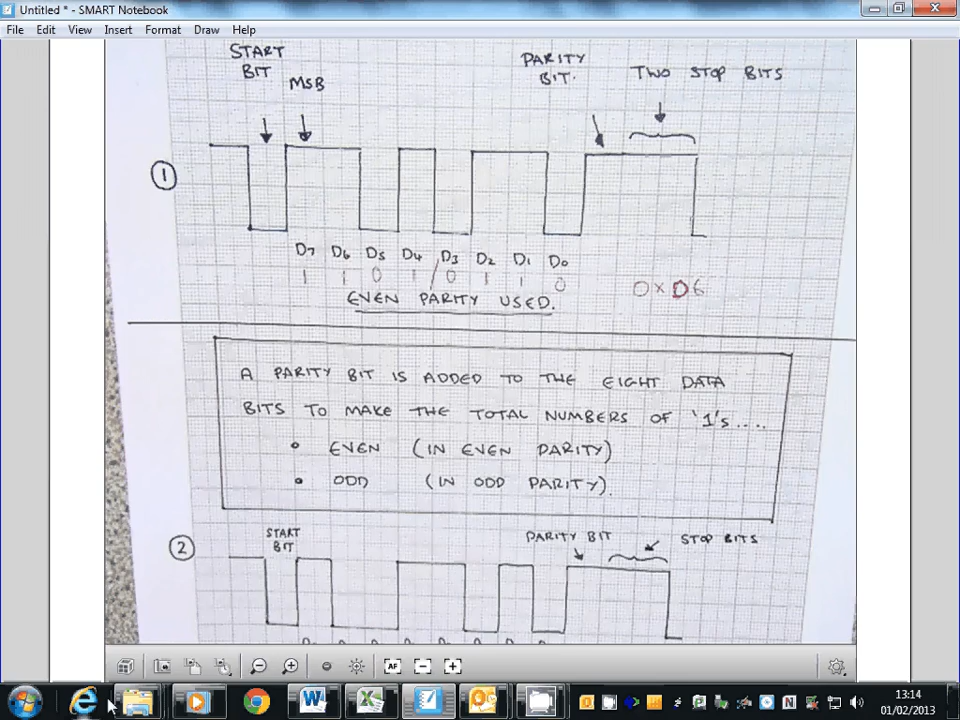 Untitled * - SMART Notebook
File Edit View Insert Format Draw Help
START
BIT
MSB
PARITY
BIT.
TWO STOP BITS
1
D7 D6 D5 D4 D3 D2 D1 D0
1 1 0 1 / 0 1 1 0
0xD6
EVEN PARITY USED.
A PARITY BIT IS ADDED TO THE EIGHT DATA
BITS TO MAKE THE TOTAL NUMBERS OF '1's....
• EVEN (IN EVEN PARITY)
• ODD (IN ODD PARITY).
2
START
BIT
PARITY BIT
STOP BITS
AF
13:14
01/02/2013